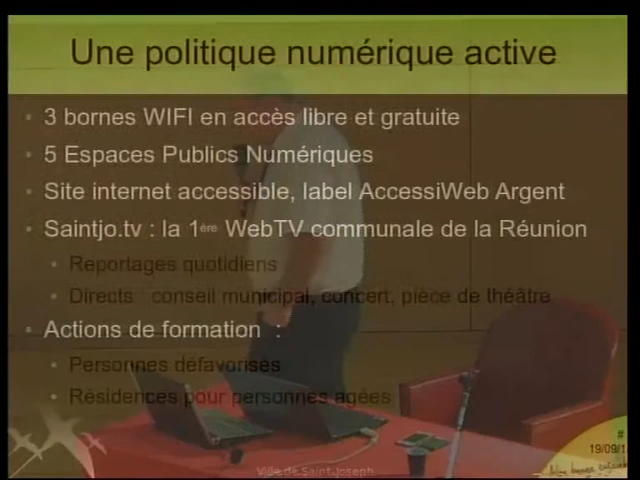 Une politique numérique active
3 bornes WIFI en accès libre et gratuite
5 Espaces Publics Numériques
Site internet accessible, label AccessiWeb Argent
Saintjo.tv : la 1ère WebTV communale de la Réunion
Reportages quotidiens
Directs : conseil municipal, concert, pièce de théâtre
Actions de formation :
Personnes défavorisés
Résidences pour personnes agées
#
19/09/1
Ville de Saint-Joseph